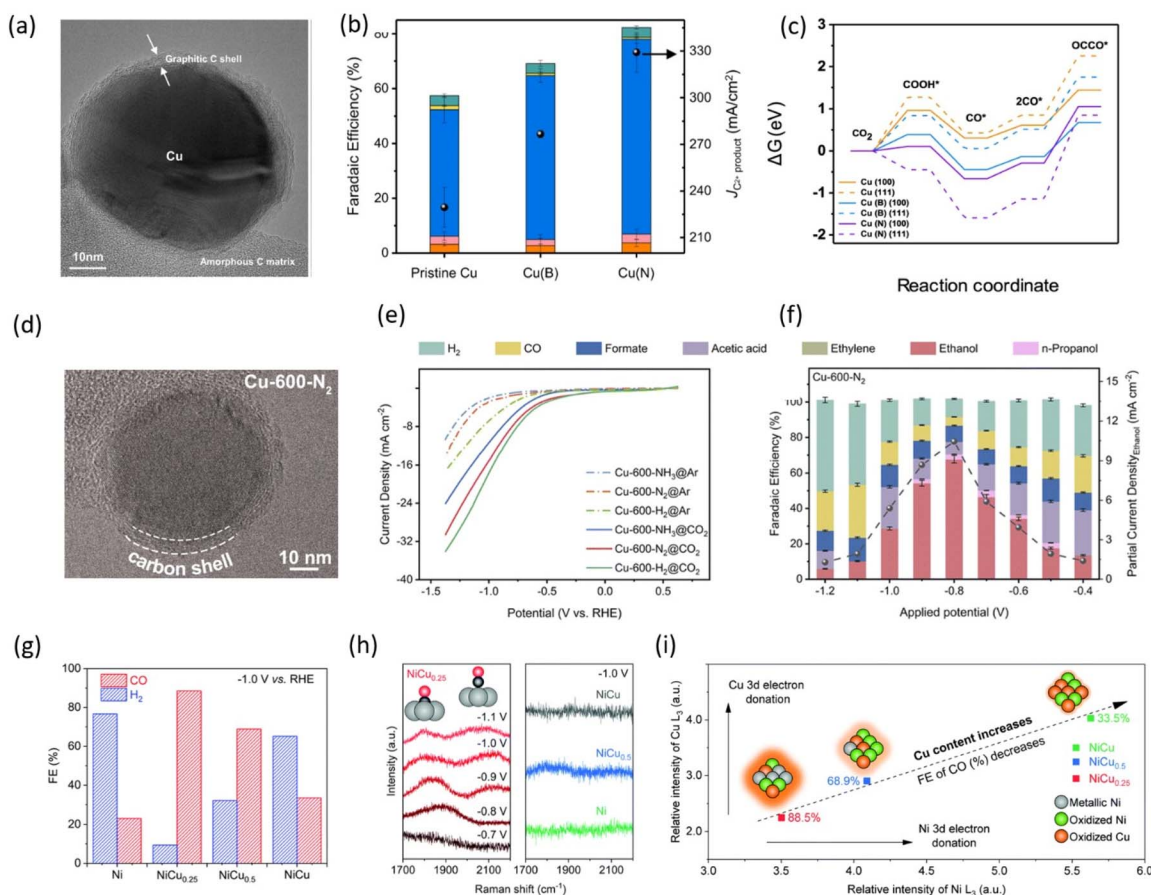 (a)
Graphitic C shell
Cu
10nm
Amorphous C matrix
(b)
Faradaic Efficiency (%)
80
60
40
20
0
Pristine Cu
Cu(B)
Cu(N)
330
300
270
240
210
J_C2+ product (mA/cm²)
(c)
ΔG(eV)
3
2
1
0
-1
-2
CO₂
COOH*
CO*
2CO*
OCCO*
Cu (100)
Cu (111)
Cu (B) (100)
Cu (B) (111)
Cu (N) (100)
Cu (N) (111)
Reaction coordinate
(d)
Cu-600-N₂
carbon shell
10 nm
(e)
H₂ CO Formate Acetic acid Ethylene Ethanol n-Propanol
Current Density (mA cm⁻²)
-8
-16
-24
-32
-40
Cu-600-NH₃@Ar
Cu-600-N₂@Ar
Cu-600-H₂@Ar
Cu-600-NH₃@CO₂
Cu-600-N₂@CO₂
Cu-600-H₂@CO₂
-1.5 -1.0 -0.5 0.0 0.5
Potential (V vs. RHE)
(f)
Cu-600-N₂
Faradic Efficiency (%)
100
80
60
40
20
0
-1.2 -1.0 -0.8 -0.6 -0.4
Applied potential (V)
15
12
9
6
3
0
Partial Current Density_Ethanol (mA cm⁻²)
(g)
FE (%)
100
80
60
40
20
0
CO
H₂
-1.0 V vs. RHE
Ni
NiCu₀.₂₅
NiCu₀.₅
NiCu
(h)
Intensity (a.u.)
NiCu₀.₂₅
-1.1 V
-1.0 V
-0.9 V
-0.8 V
-0.7 V
-1.0 V
NiCu
NiCu₀.₅
Ni
1700 1900 2100 1700 1900 2100
Raman shift (cm⁻¹)
(i)
Relative intensity of Cu L₃ (a.u.)
4.0
3.0
2.0
Cu 3d electron
donation
Cu content increases
FE of CO (%) decreases
33.5%
68.9%
88.5%
Ni 3d electron
donation
NiCu
NiCu₀.₅
NiCu₀.₂₅
Metallic Ni
Oxidized Ni
Oxidized Cu
3.0 3.5 4.0 4.5 5.0 5.5 6.0
Relative intensity of Ni L₃ (a.u.)